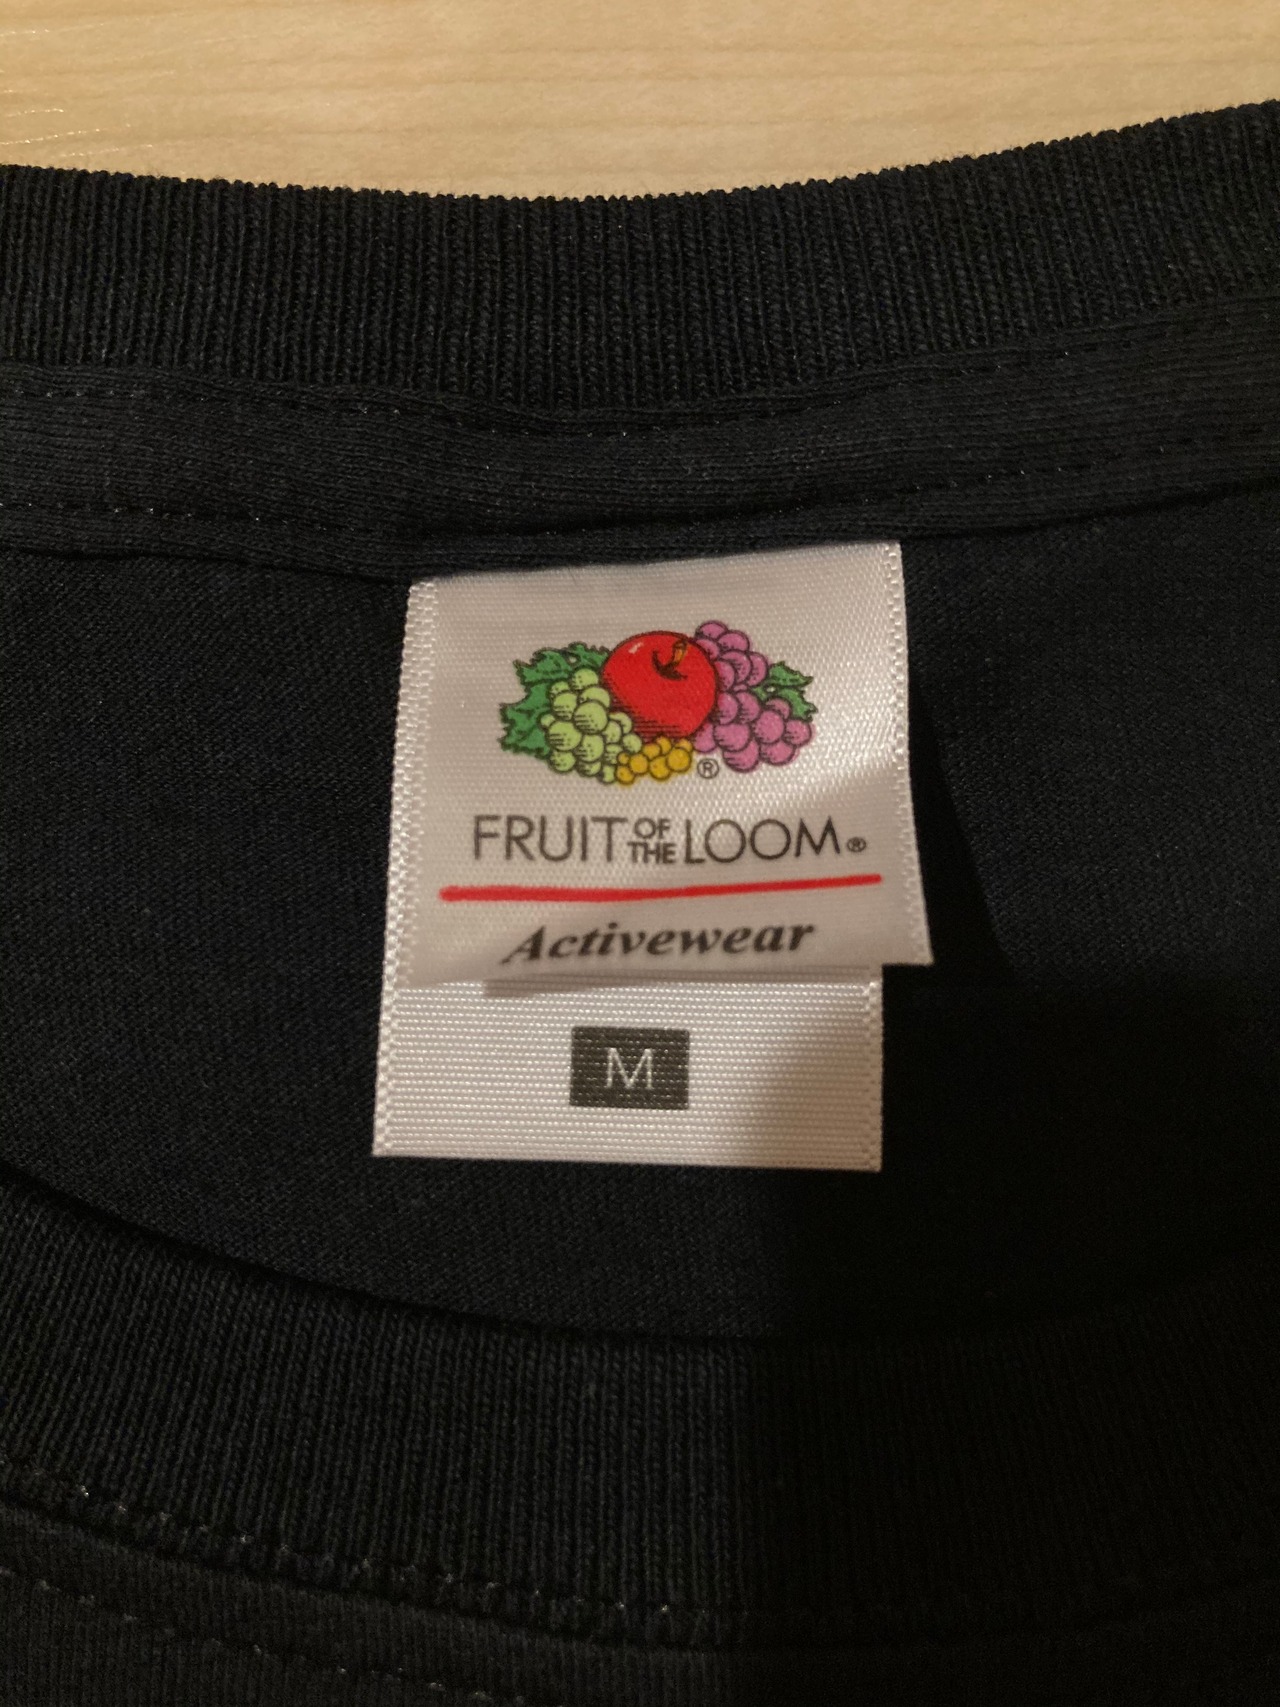 ®
FRUIT OF THE LOOM®
Activewear
M